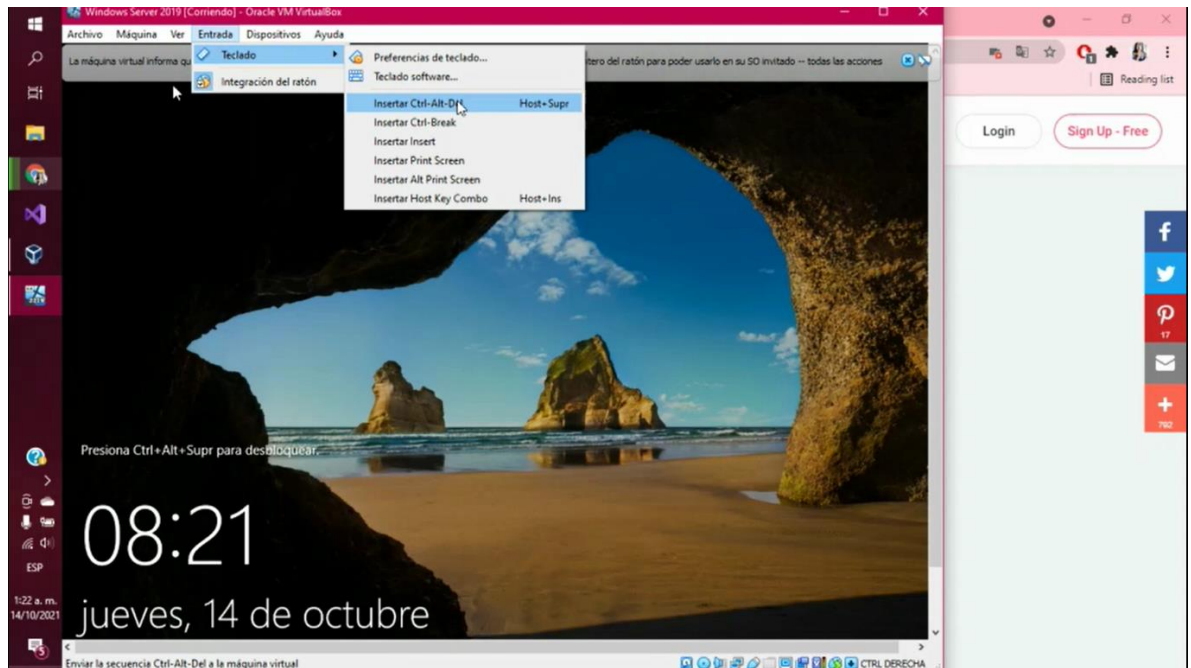 Windows Server 2019 [Corriendo] - Oracle VM VirtualBox
Archivo Máquina Ver Entrada Dispositivos Ayuda
La máquina virtual informa qu
tero del ratón para poder usarlo en su SO invitado -- todas las acciones
Teclado
Integración del ratón
Preferencias de teclado...
Teclado software...
Insertar Ctrl-Alt-Del Host+Supr
Insertar Ctrl-Break
Insertar Insert
Insertar Print Screen
Insertar Alt Print Screen
Insertar Host Key Combo Host+Ins
Presiona Ctrl+Alt+Supr para desbloquear.
08:21
jueves, 14 de octubre
Enviar la secuencia Ctrl-Alt-Del a la máquina virtual
CTRL DERECHA
ESP
1:22 a. m.
14/10/2021
Reading list
Login
Sign Up - Free
17
792